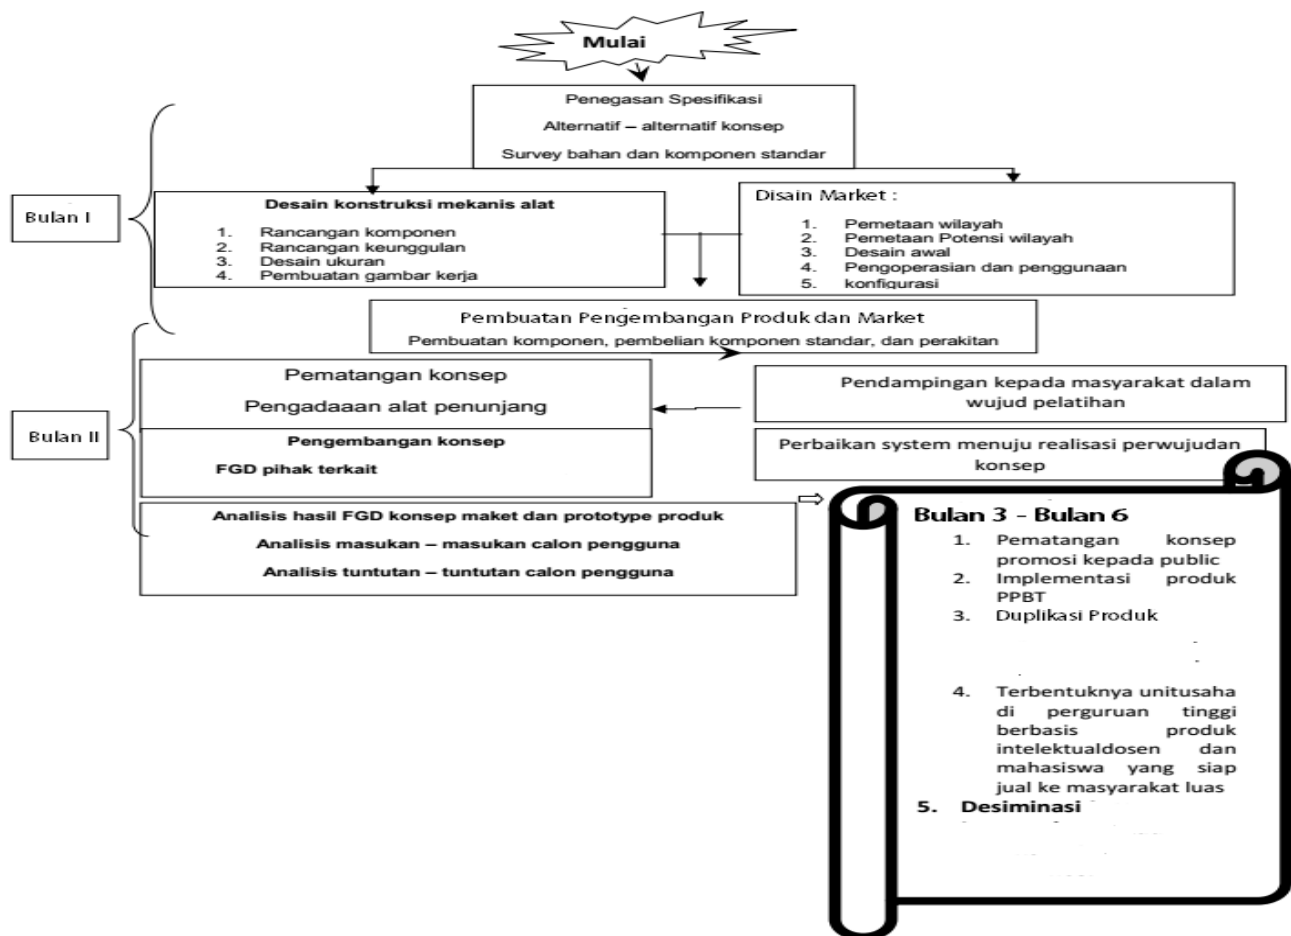 Mulai
Penegasan Spesifikasi
Alternatif – alternatif konsep
Survey bahan dan komponen standar
Bulan I
Desain konstruksi mekanis alat
1. Rancangan komponen
2. Rancangan keunggulan
3. Desain ukuran
4. Pembuatan gambar kerja
Disain Market :
1. Pemetaan wilayah
2. Pemetaan Potensi wilayah
3. Desain awal
4. Pengoperasian dan penggunaan
5. konfigurasi
Pembuatan Pengembangan Produk dan Market
Pembuatan komponen, pembelian komponen standar, dan perakitan
Bulan II
Pematangan konsep
Pengadaaan alat penunjang
Pendampingan kepada masyarakat dalam
wujud pelatihan
Pengembangan konsep
FGD pihak terkait
Perbaikan system menuju realisasi perwujudan
konsep
Analisis hasil FGD konsep maket dan prototype produk
Analisis masukan – masukan calon pengguna
Analisis tuntutan – tuntutan calon pengguna
Bulan 3 - Bulan 6
1. Pematangan konsep
promosi kepada public
2. Implementasi produk
PPBT
3. Duplikasi Produk
4. Terbentuknya unitusaha
di perguruan tinggi
berbasis produk
intelektualdosen dan
mahasiswa yang siap
jual ke masyarakat luas
5. Desiminasi